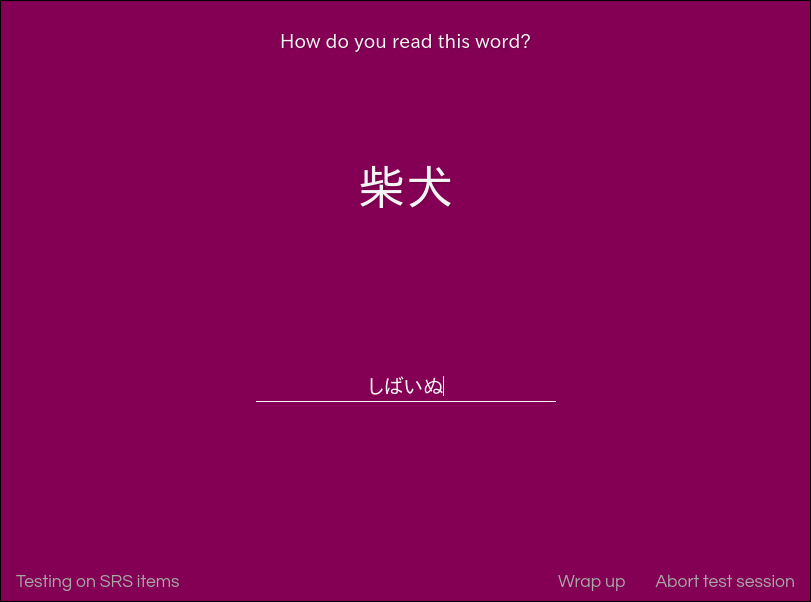 How do you read this word?
柴犬
しばいぬ
Testing on SRS items
Wrap up
Abort test session